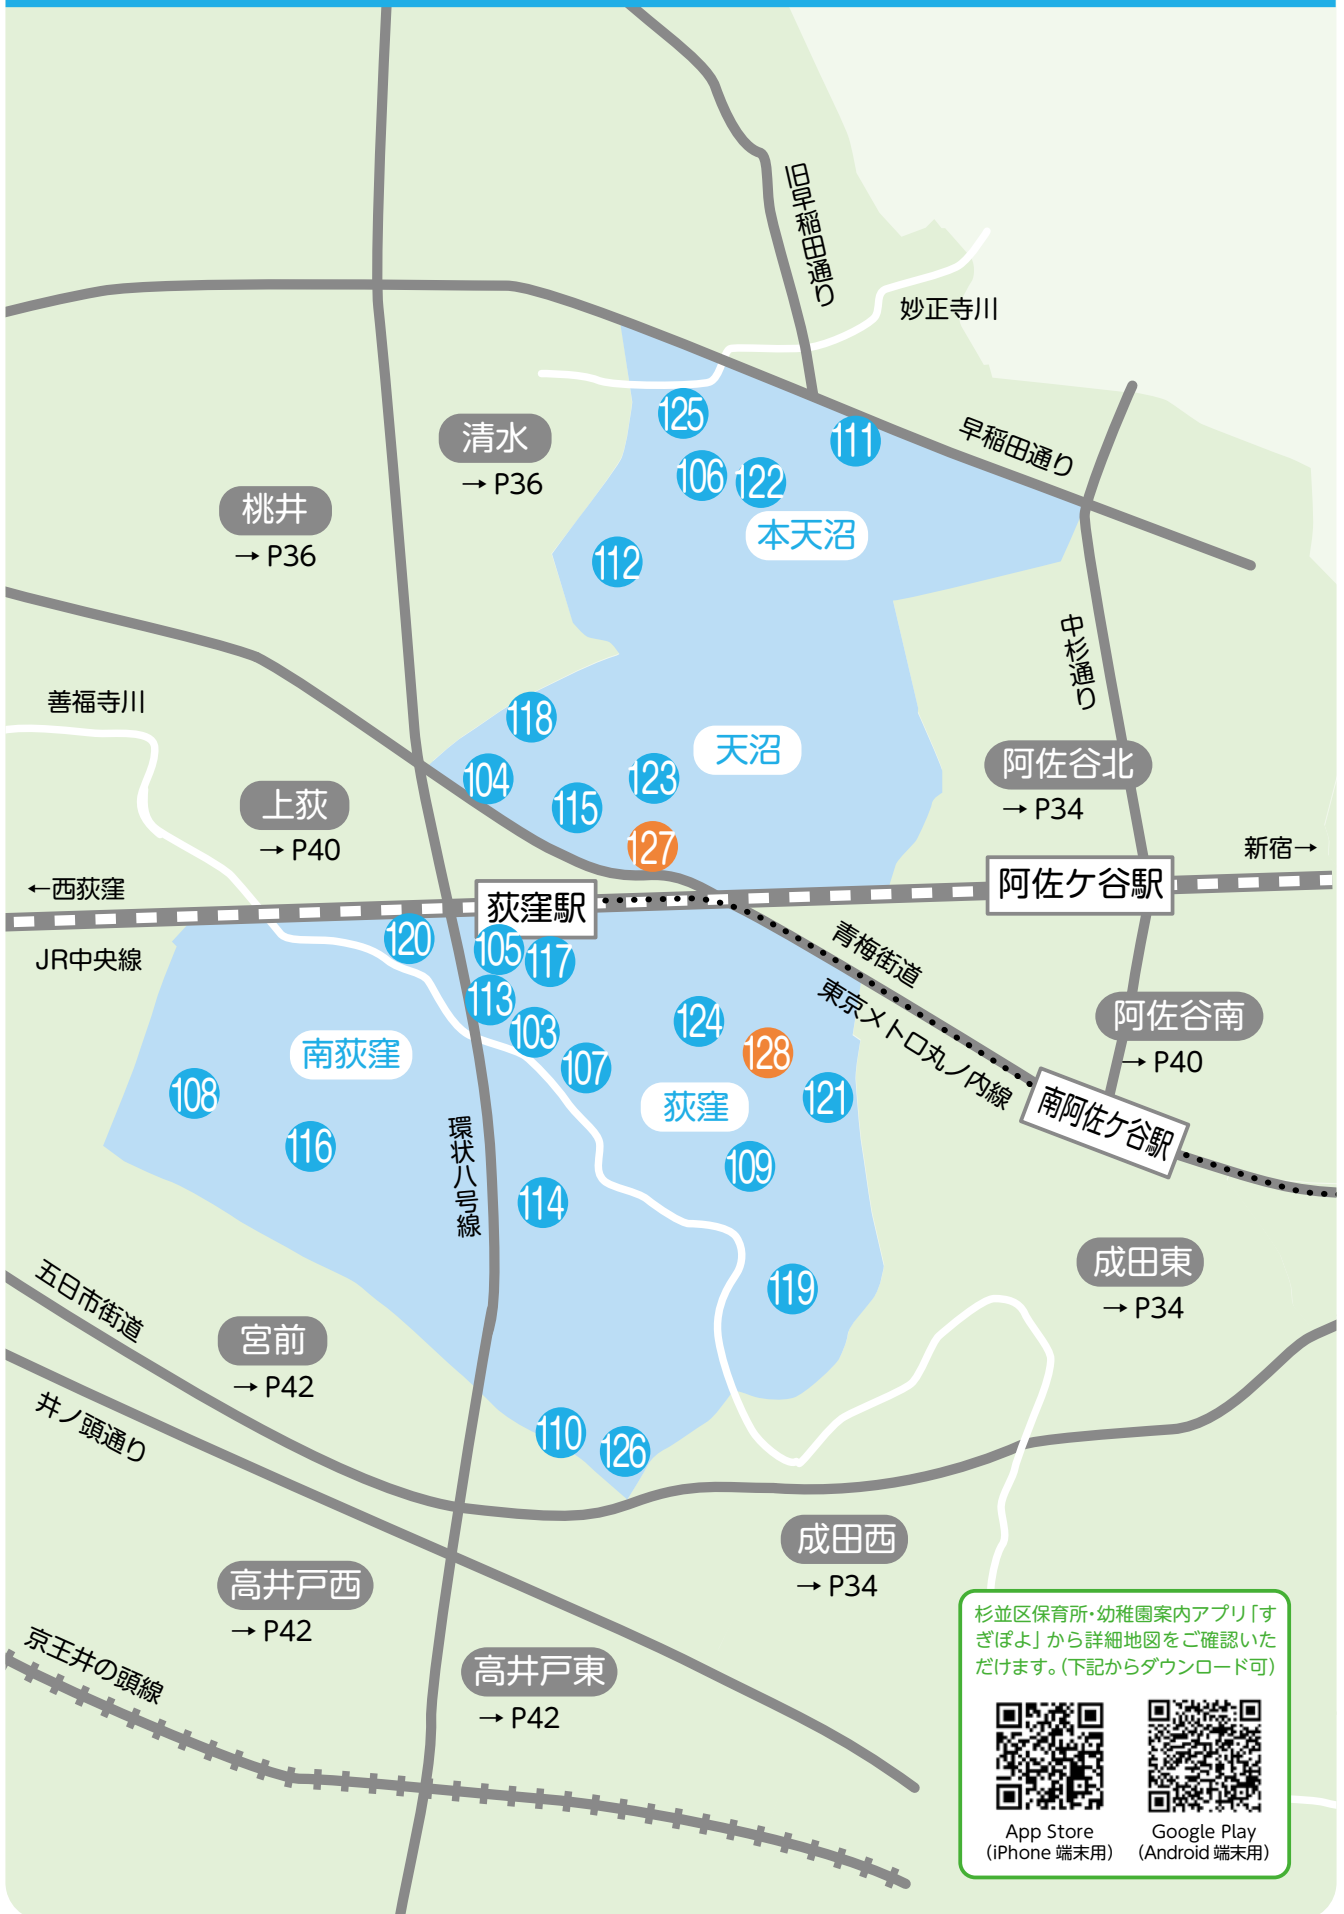 旧早稲田通り
妙正寺川
125
清水
→ P36
111
早稲田通り
106
122
桃井
→ P36
本天沼
112
中杉通り
善福寺川
118
天沼
阿佐谷北
→ P34
104
123
115
上荻
→ P40
127
新宿→
←西荻窪
荻窪駅
阿佐ケ谷駅
JR中央線
120
105
117
青梅街道
東京メトロ丸ノ内線
113
103
124
阿佐谷南
→ P40
南荻窪
128
107
108
荻窪
121
南阿佐ケ谷駅
116
環状八号線
109
114
成田東
→ P34
119
五日市街道
宮前
→ P42
井ノ頭通り
110
126
成田西
→ P34
高井戸西
→ P42
京王井の頭線
高井戸東
→ P42
杉並区保育所・幼稚園案内アプリ「す
ぎぽよ」から詳細地図をご確認いた
だけます。(下記からダウンロード可)
App Store
(iPhone 端末用)
Google Play
(Android 端末用)